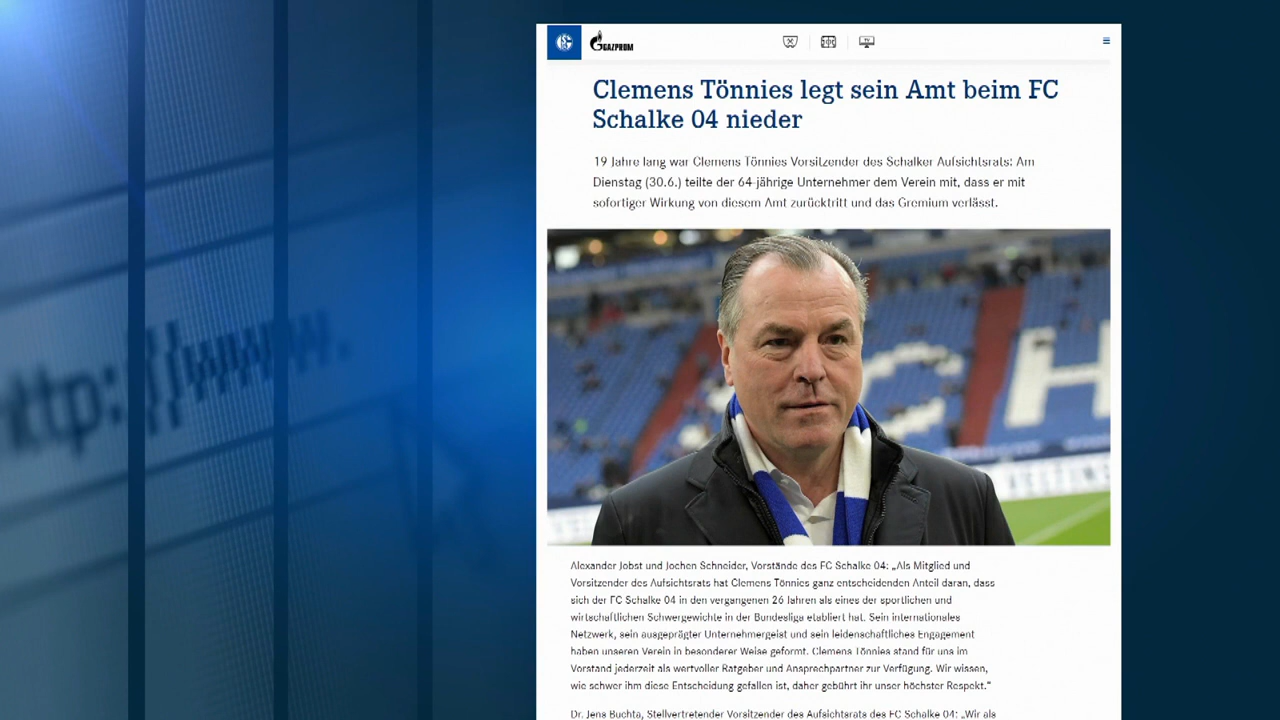 GAZPROM
TV
Clemens Tönnies legt sein Amt beim FC
Schalke 04 nieder
19 Jahre lang war Clemens Tönnies Vorsitzender des Schalker Aufsichtsrats: Am
Dienstag (30.6.) teilte der 64-jährige Unternehmer dem Verein mit, dass er mit
sofortiger Wirkung von diesem Amt zurücktritt und das Gremium verlässt.
CH
http://www.
Alexander Jobst und Jochen Schneider, Vorstände des FC Schalke 04: „Als Mitglied und
Vorsitzender des Aufsichtsrats hat Clemens Tönnies ganz entscheidenden Anteil daran, dass
sich der FC Schalke 04 in den vergangenen 26 Jahren als eines der sportlichen und
wirtschaftlichen Schwergewichte in der Bundesliga etabliert hat. Sein internationales
Netzwerk, sein ausgeprägter Unternehmergeist und sein leidenschaftliches Engagement
haben unseren Verein in besonderer Weise geformt. Clemens Tönnies stand für uns im
Vorstand jederzeit als wertvoller Ratgeber und Ansprechpartner zur Verfügung. Wir wissen,
wie schwer ihm diese Entscheidung gefallen ist, daher gebührt ihr unser höchster Respekt.“
Dr. Jens Buchta, Stellvertretender Vorsitzender des Aufsichtsrats des FC Schalke 04: „Wir als